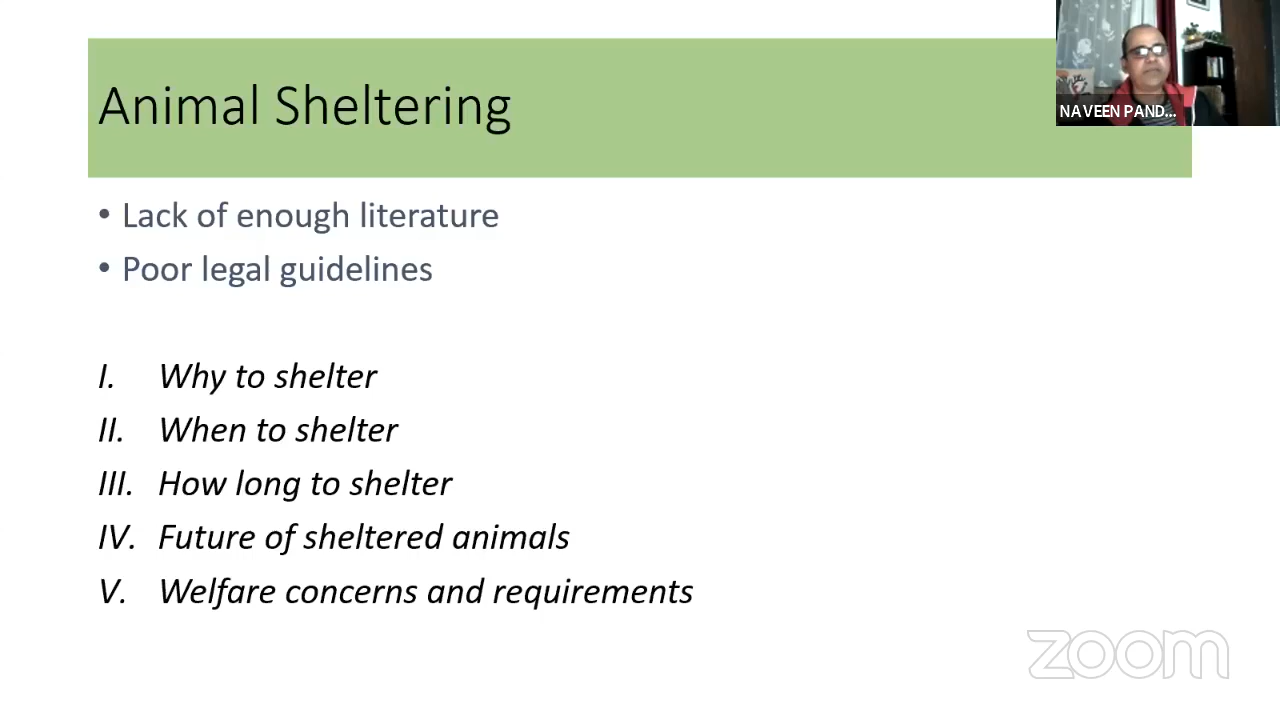 Animal Sheltering
NAVEEN PAND...
• Lack of enough literature
• Poor legal guidelines
I. Why to shelter
II. When to shelter
III. How long to shelter
IV. Future of sheltered animals
V. Welfare concerns and requirements
zoom